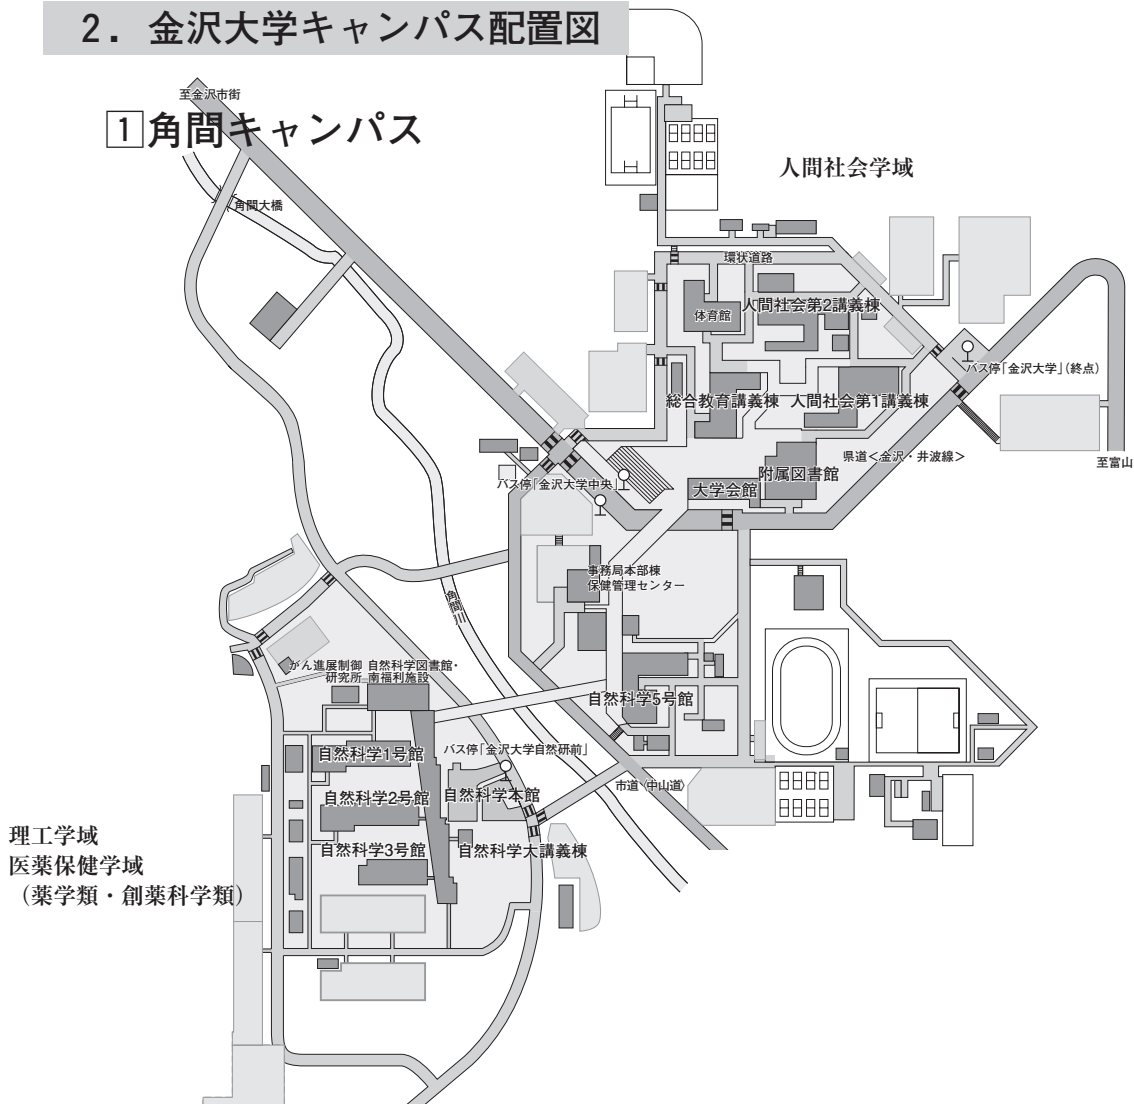 2．金沢大学キャンパス配置図
至金沢市街
1 角間キャンパス
人間社会学域
角間大橋
環状道路
体育館
人間社会第2講義棟
バス停「金沢大学」(終点)
総合教育講義棟
人間社会第1講義棟
県道＜金沢・井波線＞
至富山
附属図書館
バス停「金沢大学中央」
大学会館
事務局本部棟
保健管理センター
角間川
がん進展制御
研究所
自然科学図書館・
南福利施設
自然科学5号館
自然科学1号館
バス停「金沢大学自然研前」
市道〈中山道〉
自然科学2号館
自然科学本館
自然科学3号館
自然科学大講義棟
理工学域
医薬保健学域
（薬学類・創薬科学類）